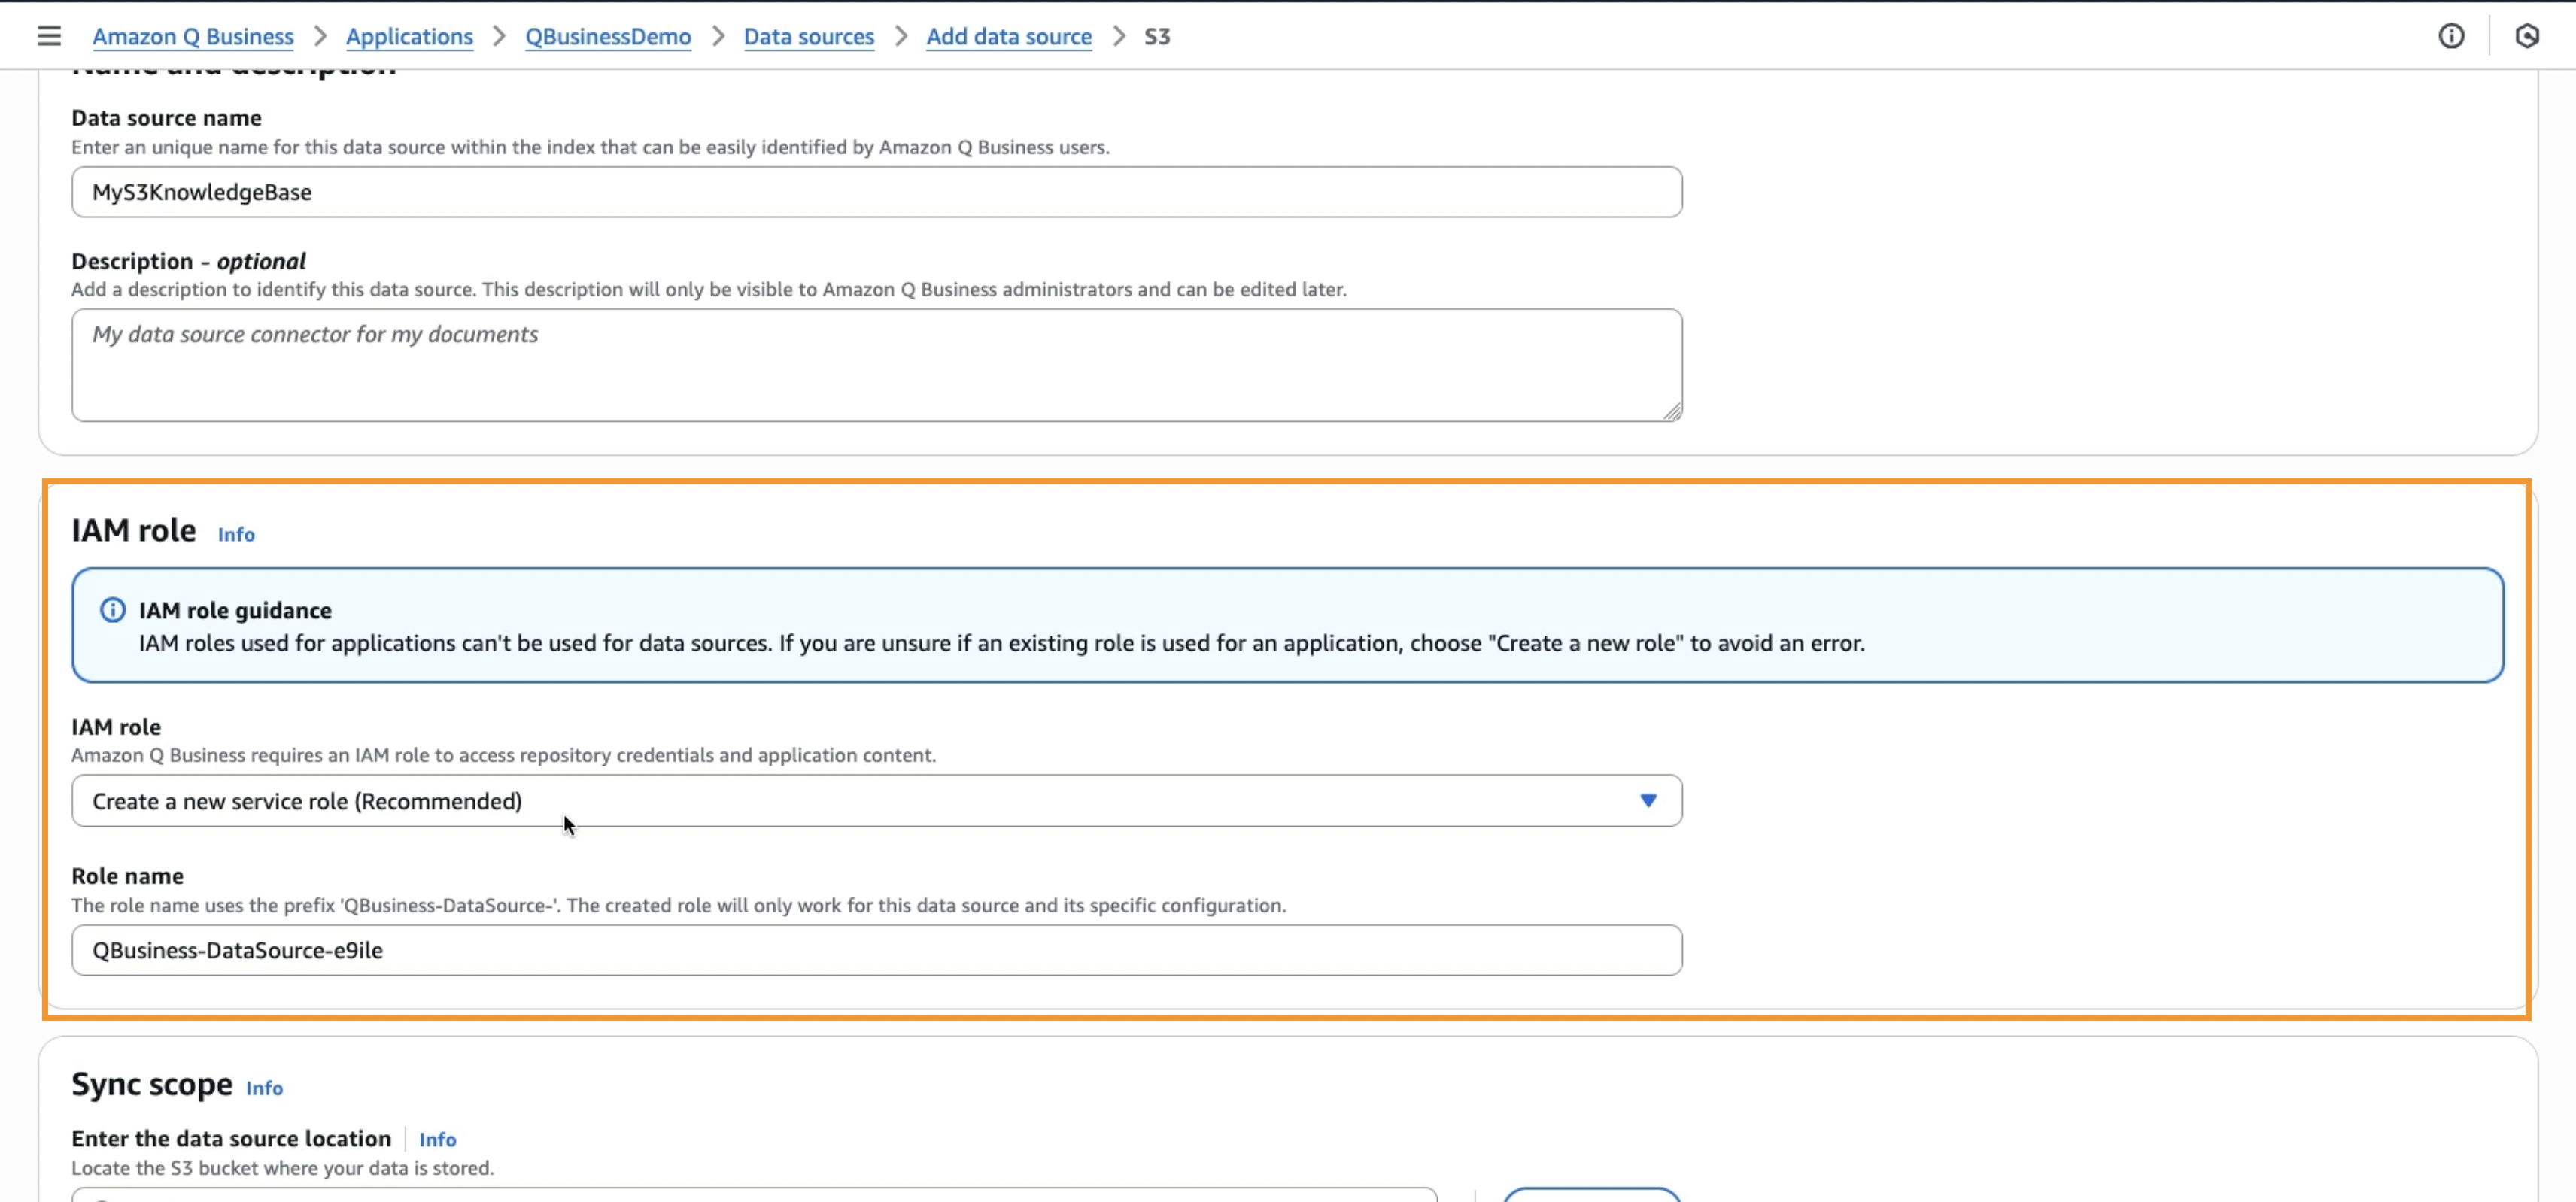 Amazon Q Business > Applications > QBusinessDemo > Data sources > Add data source > S3
Name and description
Data source name
Enter an unique name for this data source within the index that can be easily identified by Amazon Q Business users.
MyS3KnowledgeBase
Description - optional
Add a description to identify this data source. This description will only be visible to Amazon Q Business administrators and can be edited later.
My data source connector for my documents
IAM role Info
IAM role guidance
IAM roles used for applications can't be used for data sources. If you are unsure if an existing role is used for an application, choose "Create a new role" to avoid an error.
IAM role
Amazon Q Business requires an IAM role to access repository credentials and application content.
Create a new service role (Recommended)
Role name
The role name uses the prefix 'QBusiness-DataSource-'. The created role will only work for this data source and its specific configuration.
QBusiness-DataSource-e9ile
Sync scope Info
Enter the data source location Info
Locate the S3 bucket where your data is stored.